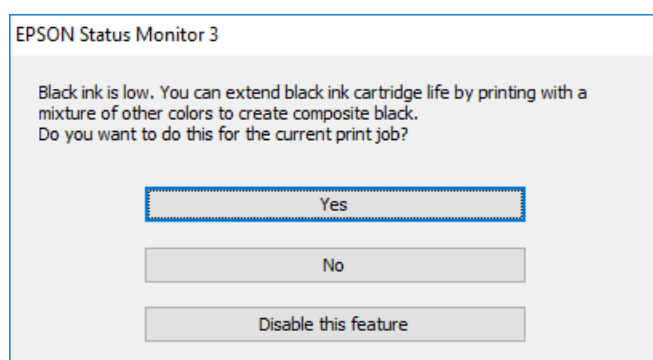 EPSON Status Monitor 3
Black ink is low. You can extend black ink cartridge life by printing with a
mixture of other colors to create composite black.
Do you want to do this for the current print job?
Yes
No
Disable this feature